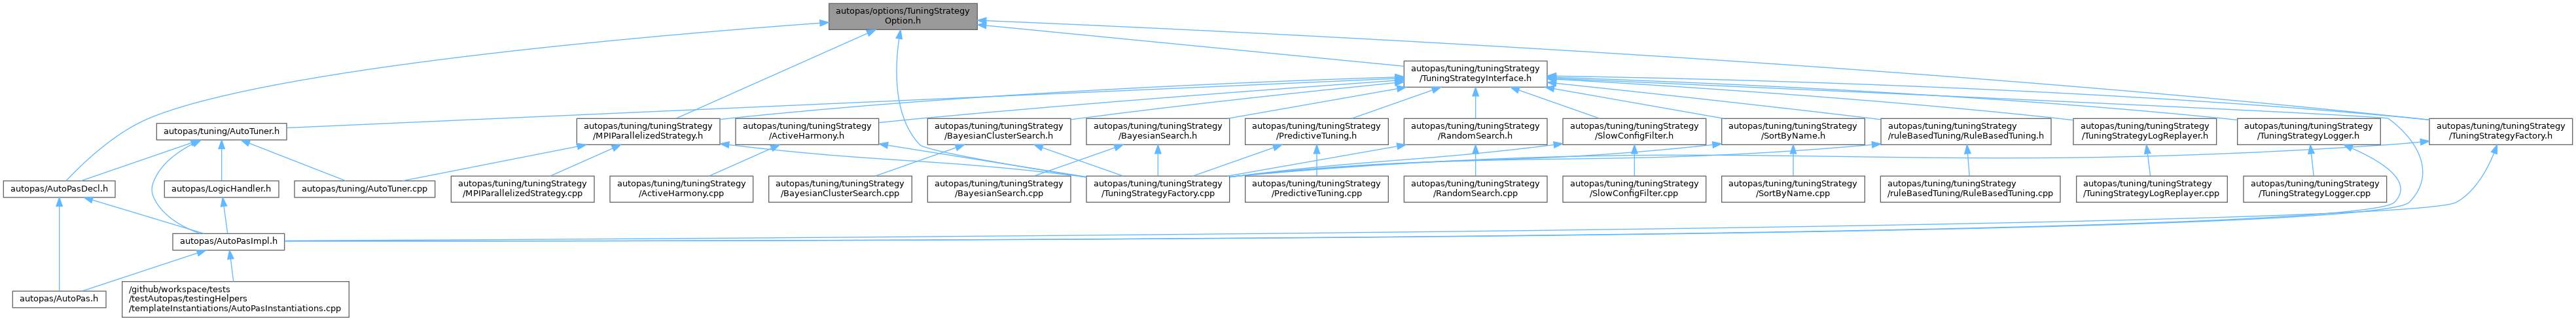 autopas/options/TuningStrategy
Option.h
autopas/tuning/tuningStrategy
/TuningStrategyInterface.h
autopas/tuning/AutoTuner.h
autopas/tuning/tuningStrategy
/MPIParallelizedStrategy.h
autopas/tuning/tuningStrategy
/ActiveHarmony.h
autopas/tuning/tuningStrategy
/BayesianClusterSearch.h
autopas/tuning/tuningStrategy
/BayesianSearch.h
autopas/tuning/tuningStrategy
/PredictiveTuning.h
autopas/tuning/tuningStrategy
/RandomSearch.h
autopas/tuning/tuningStrategy
/SlowConfigFilter.h
autopas/tuning/tuningStrategy
/SortByName.h
autopas/tuning/tuningStrategy
/ruleBasedTuning/RuleBasedTuning.h
autopas/tuning/tuningStrategy
/TuningStrategyLogReplayer.h
autopas/tuning/tuningStrategy
/TuningStrategyLogger.h
autopas/tuning/tuningStrategy
/TuningStrategyFactory.h
autopas/AutoPasDecl.h
autopas/LogicHandler.h
autopas/tuning/AutoTuner.cpp
autopas/tuning/tuningStrategy
/MPIParallelizedStrategy.cpp
autopas/tuning/tuningStrategy
/ActiveHarmony.cpp
autopas/tuning/tuningStrategy
/BayesianClusterSearch.cpp
autopas/tuning/tuningStrategy
/BayesianSearch.cpp
autopas/tuning/tuningStrategy
/TuningStrategyFactory.cpp
autopas/tuning/tuningStrategy
/PredictiveTuning.cpp
autopas/tuning/tuningStrategy
/RandomSearch.cpp
autopas/tuning/tuningStrategy
/SlowConfigFilter.cpp
autopas/tuning/tuningStrategy
/SortByName.cpp
autopas/tuning/tuningStrategy
/ruleBasedTuning/RuleBasedTuning.cpp
autopas/tuning/tuningStrategy
/TuningStrategyLogReplayer.cpp
autopas/tuning/tuningStrategy
/TuningStrategyLogger.cpp
autopas/AutoPasImpl.h
autopas/AutoPas.h
/github/workspace/tests
/testAutopas/testingHelpers
/templateInstantiations/AutoPasInstantiations.cpp